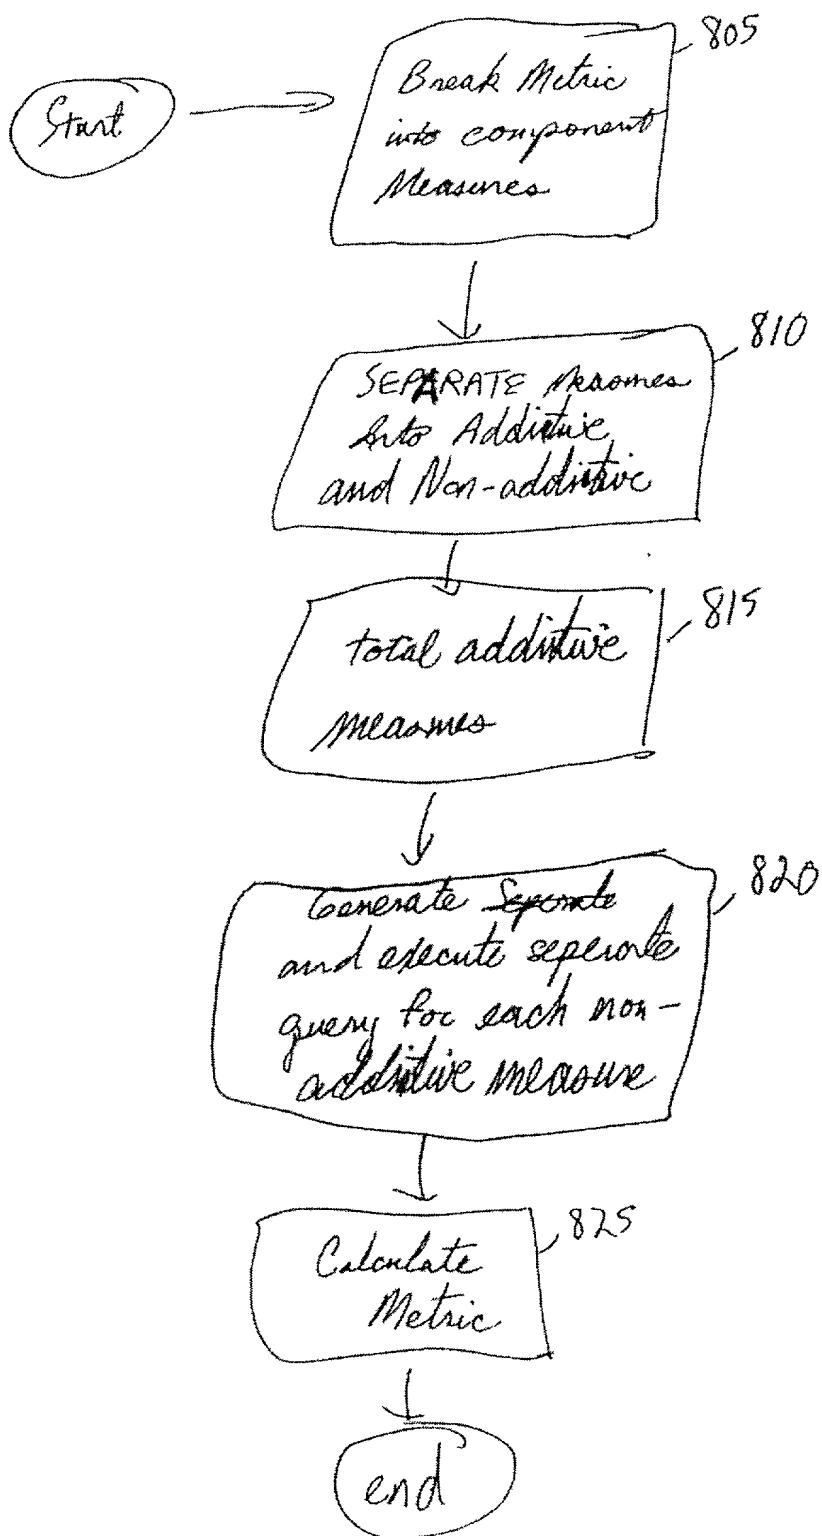 Start
805
Break Metric
into component
Measures
810
SEPARATE Measures
Into Additive
and Non-additive
815
total additive
measures
820
Generate Seperate
and execute seperate
query for each non-
additive measure
825
Calculate
Metric
end